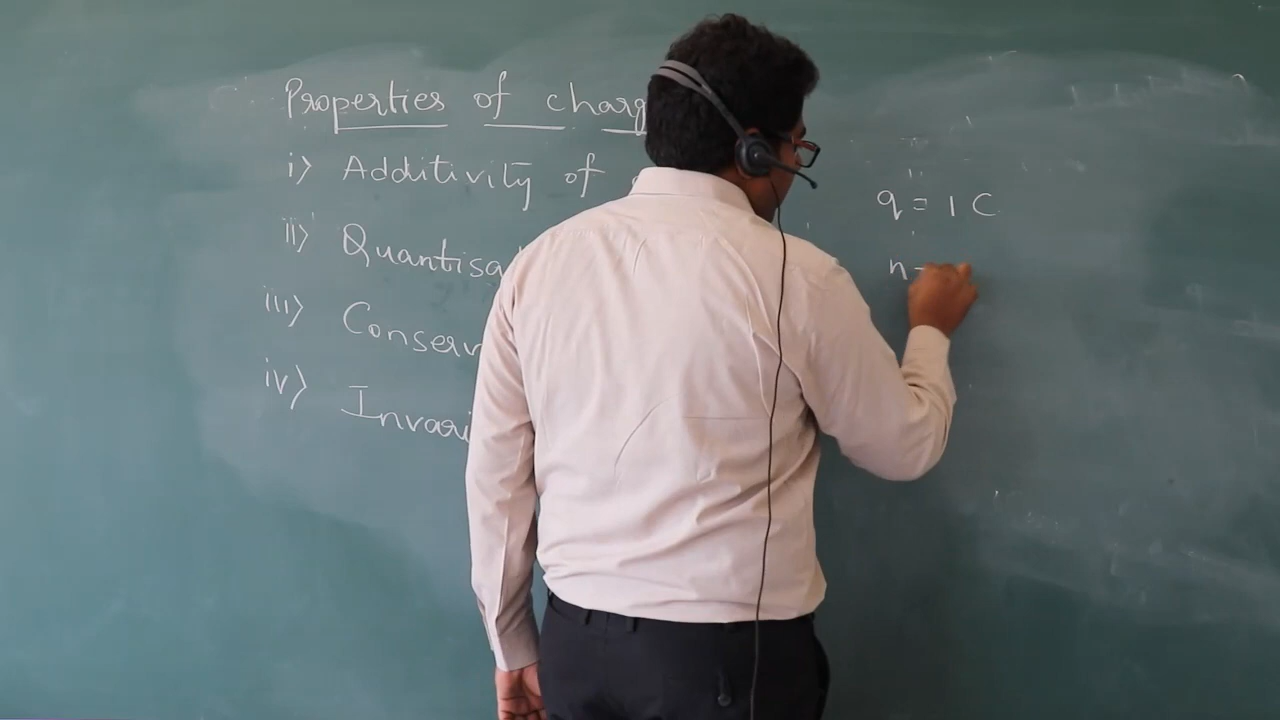 Properties of charg
i) Additivity of
ii) Quantisa
iii) Conserv
iv) Invari
q = 1 C
n